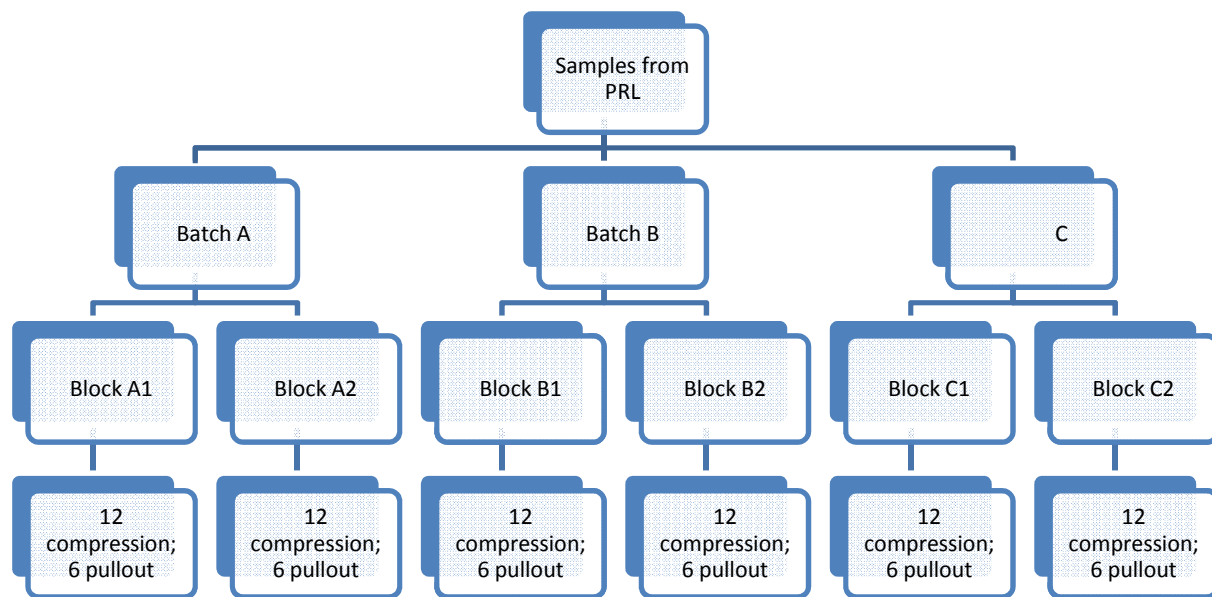 Samples from
PRL
Batch A
Batch B
C
Block A1
Block A2
Block B1
Block B2
Block C1
Block C2
12
compression;
6 pullout
12
compression;
6 pullout
12
compression;
6 pullout
12
compression;
6 pullout
12
compression;
6 pullout
12
compression;
6 pullout